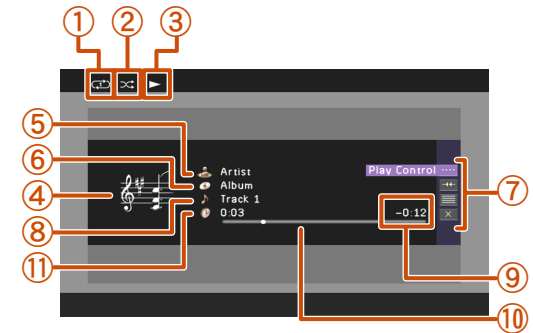 ① ② ③
⑤ Artist
Play Control
⑥ Album
④
⑦
⑧ Track 1
⑪ 0:03
–0:12
⑨
⑩